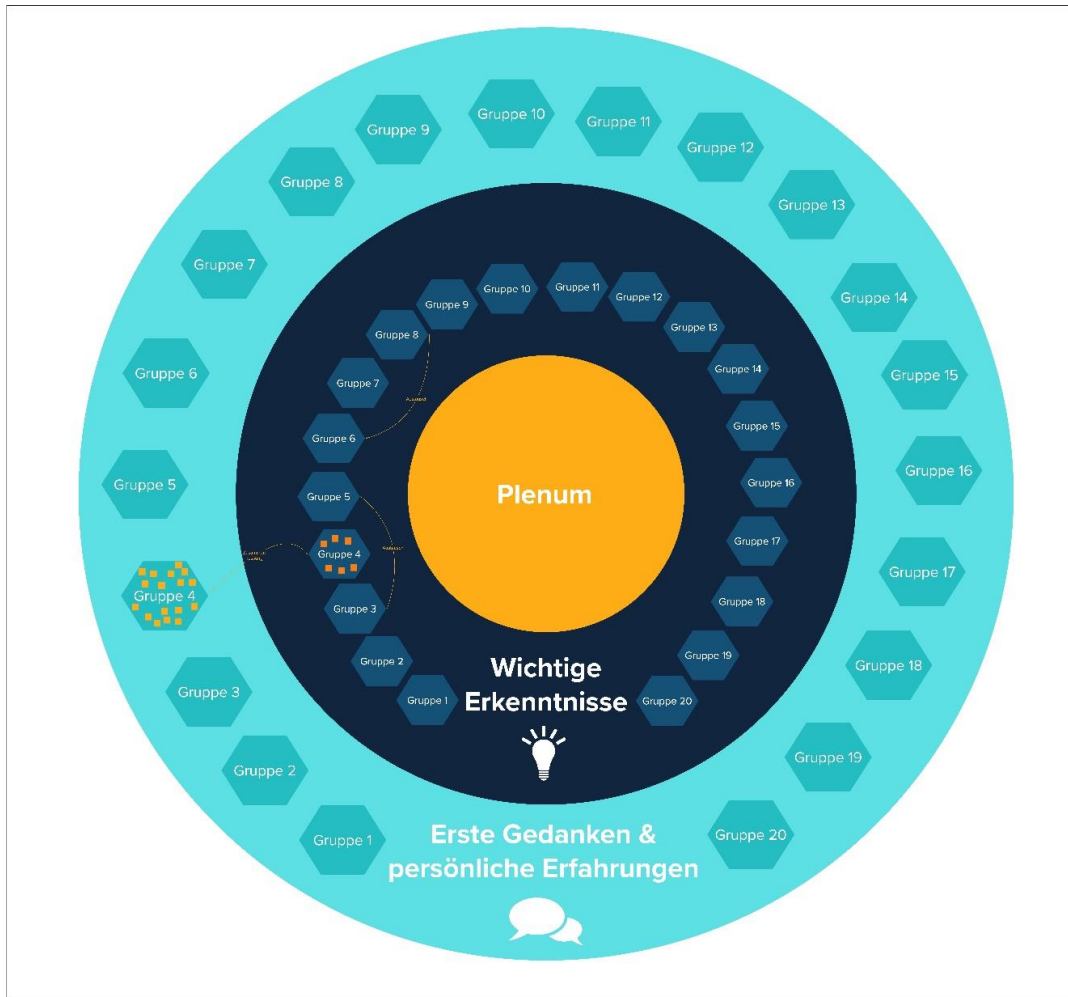 Gruppe 10
Gruppe 11
Gruppe 9
Gruppe 12
Gruppe 8
Gruppe 13
Gruppe 7
Gruppe 14
Gruppe 6
Gruppe 15
Gruppe 5
Gruppe 16
Gruppe 4
Gruppe 17
Gruppe 3
Gruppe 18
Gruppe 2
Gruppe 19
Gruppe 1
Gruppe 20
Gruppe 10
Gruppe 11
Gruppe 9
Gruppe 12
Gruppe 8
Gruppe 13
Gruppe 7
Gruppe 14
Gruppe 6
Gruppe 15
Gruppe 5
Gruppe 16
Gruppe 4
Gruppe 17
Gruppe 3
Gruppe 18
Gruppe 2
Gruppe 19
Gruppe 1
Gruppe 20
Plenum
Wichtige
Erkenntnisse
Erste Gedanken &
persönliche Erfahrungen